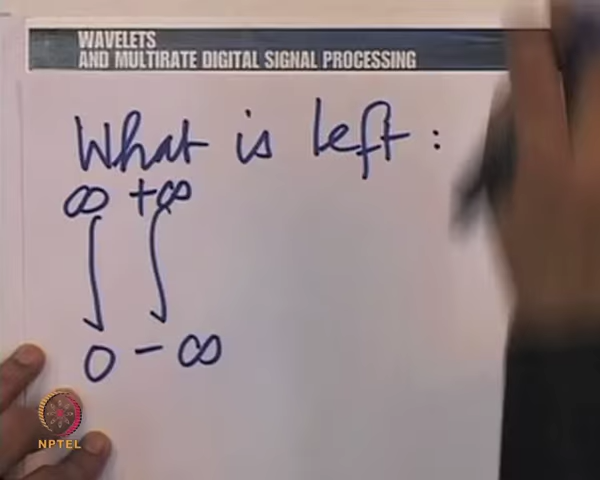 WAVELETS
AND MULTIRATE DIGITAL SIGNAL PROCESSING
What is left:
∞ +∞
∫ ∫
0 -∞
NPTEL